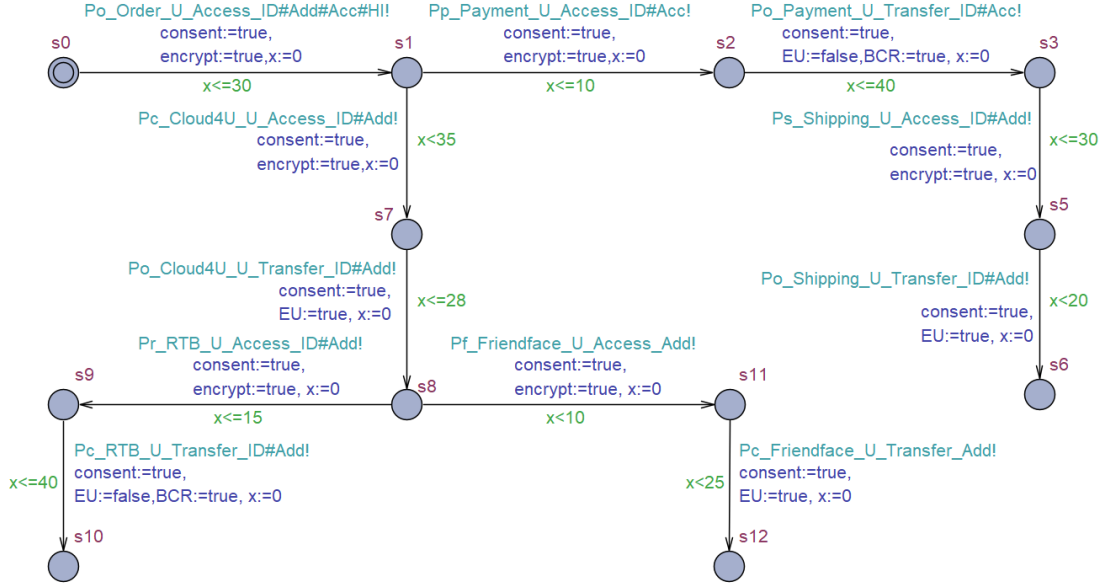 Po_Order_U_Access_ID#Add#Acc#HI!
consent:=true,
encrypt:=true,x:=0
s0
s1
x<=30
Pp_Payment_U_Access_ID#Acc!
consent:=true,
encrypt:=true,x:=0
s2
x<=10
Po_Payment_U_Transfer_ID#Acc!
consent:=true,
EU:=false,BCR:=true, x:=0
s3
x<=40
Pc_Cloud4U_U_Access_ID#Add!
consent:=true,
encrypt:=true,x:=0
x<35
s7
Ps_Shipping_U_Access_ID#Add!
consent:=true,
encrypt:=true, x:=0
x<=30
s5
Po_Cloud4U_U_Transfer_ID#Add!
consent:=true,
EU:=true, x:=0
x<=28
Po_Shipping_U_Transfer_ID#Add!
consent:=true,
EU:=true, x:=0
x<20
s6
Pr_RTB_U_Access_ID#Add!
consent:=true,
encrypt:=true, x:=0
s9
s8
x<=15
Pf_Friendface_U_Access_Add!
consent:=true,
encrypt:=true, x:=0
s11
x<10
Pc_RTB_U_Transfer_ID#Add!
consent:=true,
EU:=false,BCR:=true, x:=0
x<=40
s10
Pc_Friendface_U_Transfer_Add!
consent:=true,
EU:=true, x:=0
x<25
s12